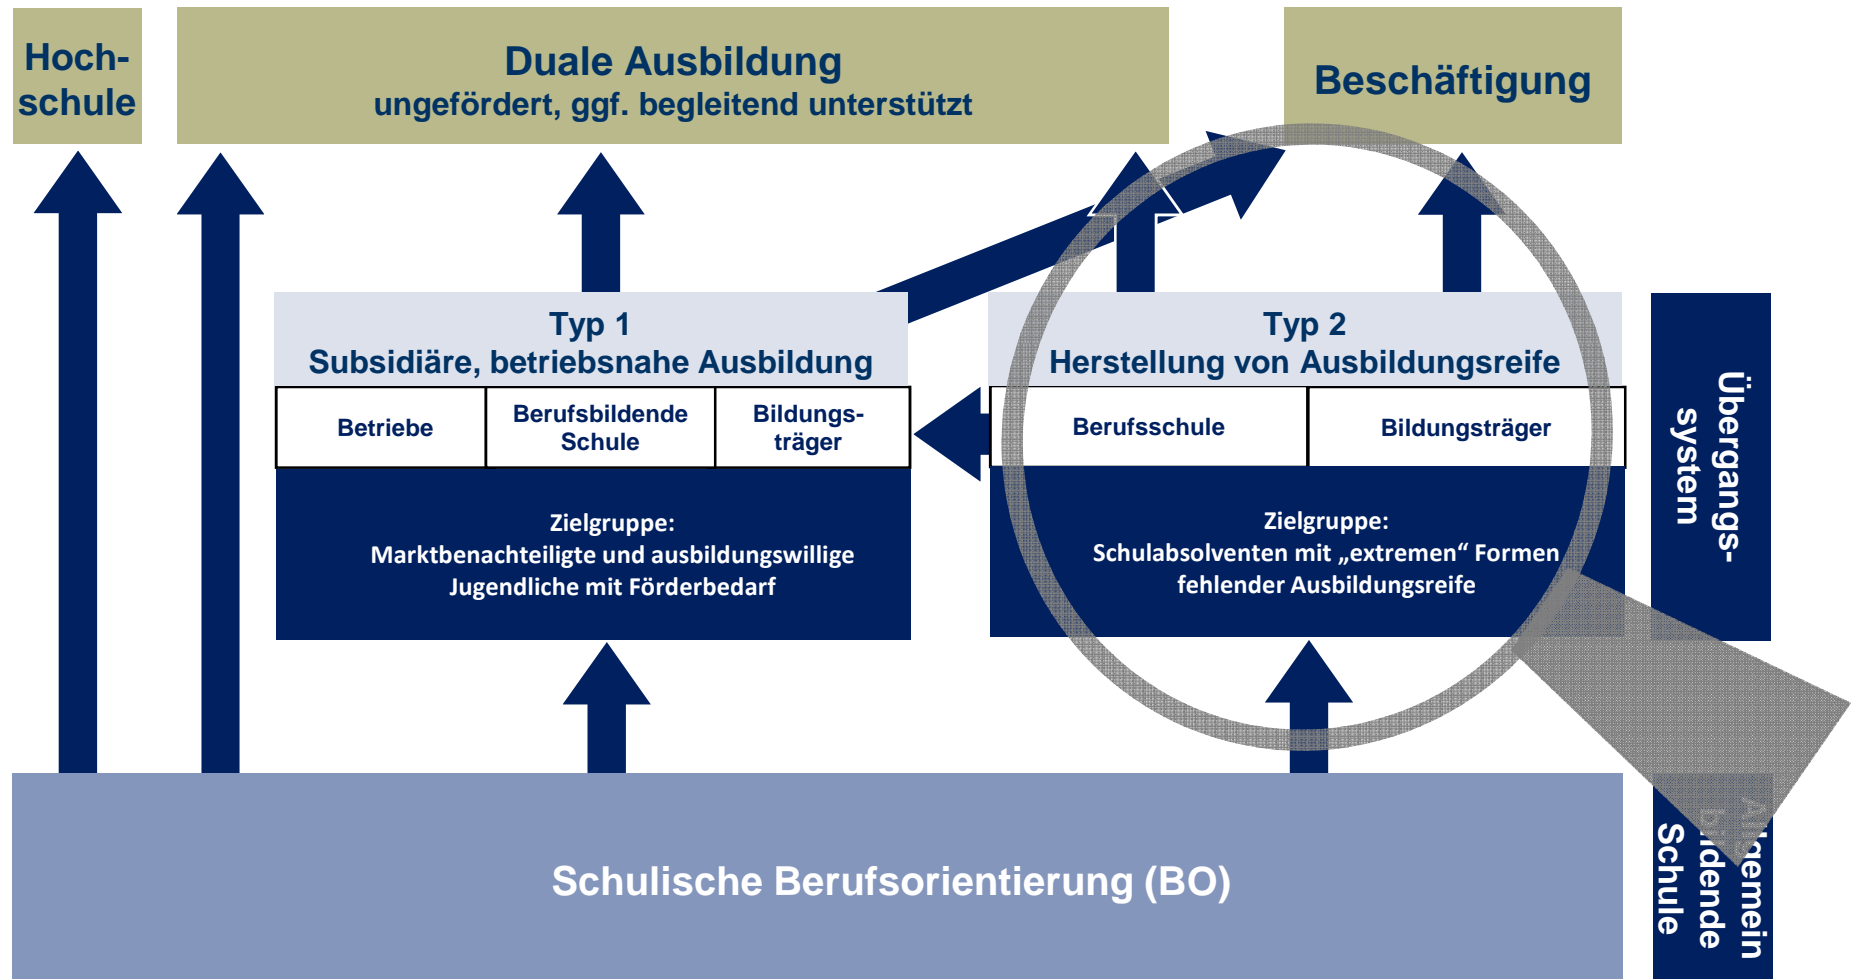 Hoch-
schule
Duale Ausbildung
ungefördert, ggf. begleitend unterstützt
Beschäftigung
Typ 1
Subsidiäre, betriebsnahe Ausbildung
Betriebe
Berufsbildende
Schule
Bildungs-
träger
Zielgruppe:
Marktbenachteiligte und ausbildungswillige
Jugendliche mit Förderbedarf
Typ 2
Herstellung von Ausbildungsreife
Berufsschule
Bildungsträger
Zielgruppe:
Schulabsolventen mit „extremen“ Formen
fehlender Ausbildungsreife
Übergangs-
system
Schulische Berufsorientierung (BO)
Allgemein
bildende
Schule